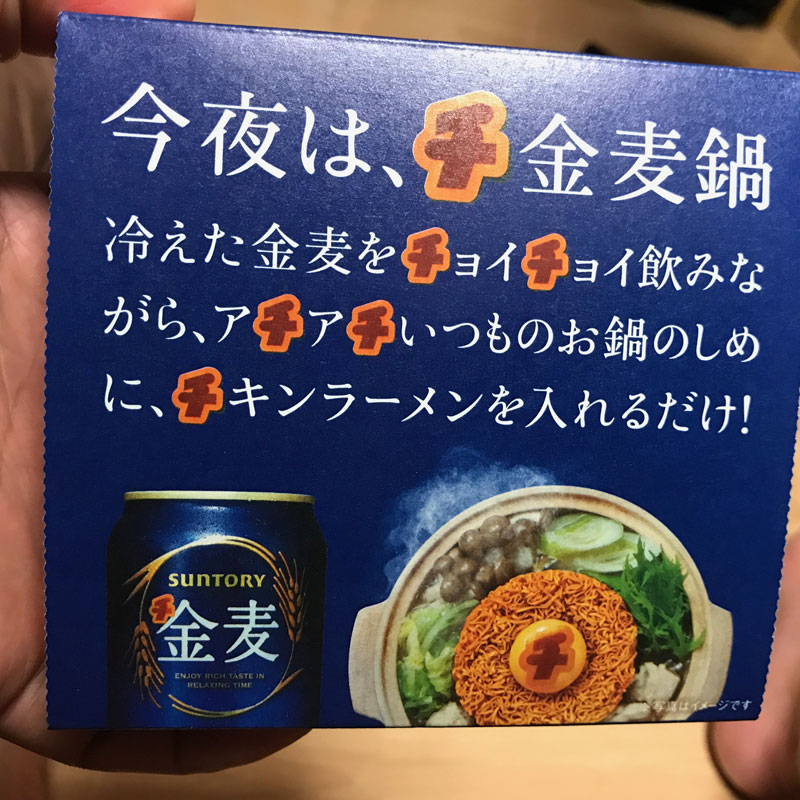 今夜は、チ金麦鍋
冷えた金麦をチョイチョイ飲みな
がら、アチアチいつものお鍋のしめ
に、チキンラーメンを入れるだけ!
SUNTORY
チ金麦
ENJOY RICH TASTE IN
RELAXING TIME
チ
※写真はイメージです